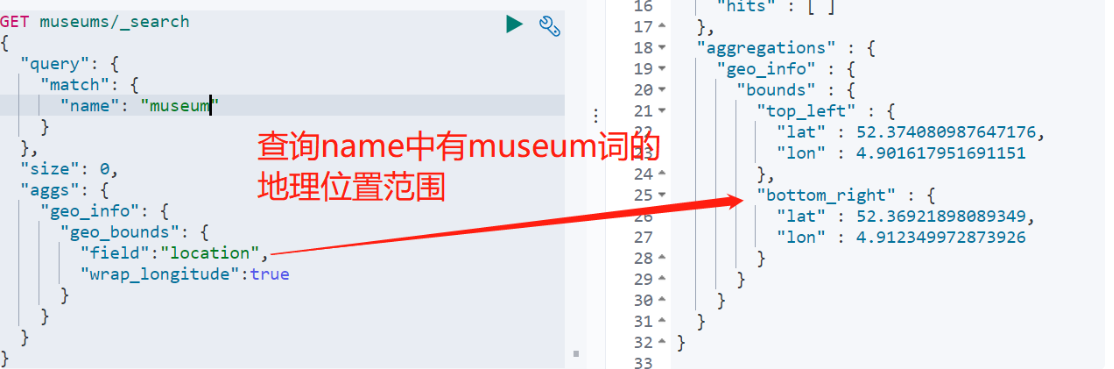 GET museums/_search
{
  "query": {
    "match": {
      "name": "museum"
    }
  },
  "size": 0,
  "aggs": {
    "geo_info": {
      "geo_bounds": {
        "field":"location",
        "wrap_longitude":true
      }
    }
  }
}
查询name中有museum词的
地理位置范围
16 "hits" : [ ]
17 },
18 "aggregations" : {
19 "geo_info" : {
20 "bounds" : {
21 "top_left" : {
22 "lat" : 52.374080987647176,
23 "lon" : 4.901617951691151
24 },
25 "bottom_right" : {
26 "lat" : 52.36921898089349,
27 "lon" : 4.912349972873926
28 }
29 }
30 }
31 }
32 }
33